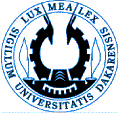 LUX MEA LEX
SIGILLUM UNIVERSITATIS DAKARENSIS